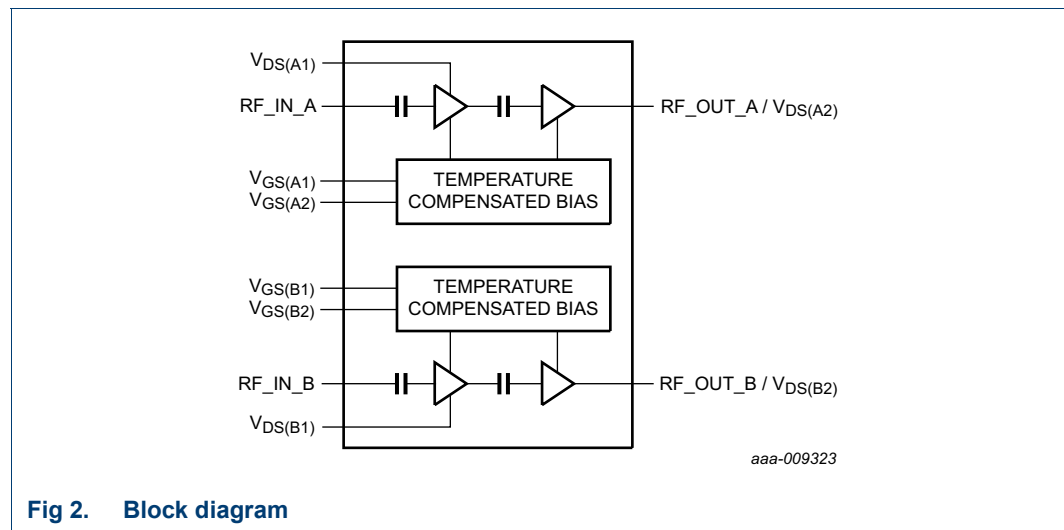 VDS(A1)
RF_IN_A
RF_OUT_A / VDS(A2)
VGS(A1)
VGS(A2)
TEMPERATURE
COMPENSATED BIAS
VGS(B1)
VGS(B2)
TEMPERATURE
COMPENSATED BIAS
RF_IN_B
RF_OUT_B / VDS(B2)
VDS(B1)
aaa-009323
Fig 2. Block diagram